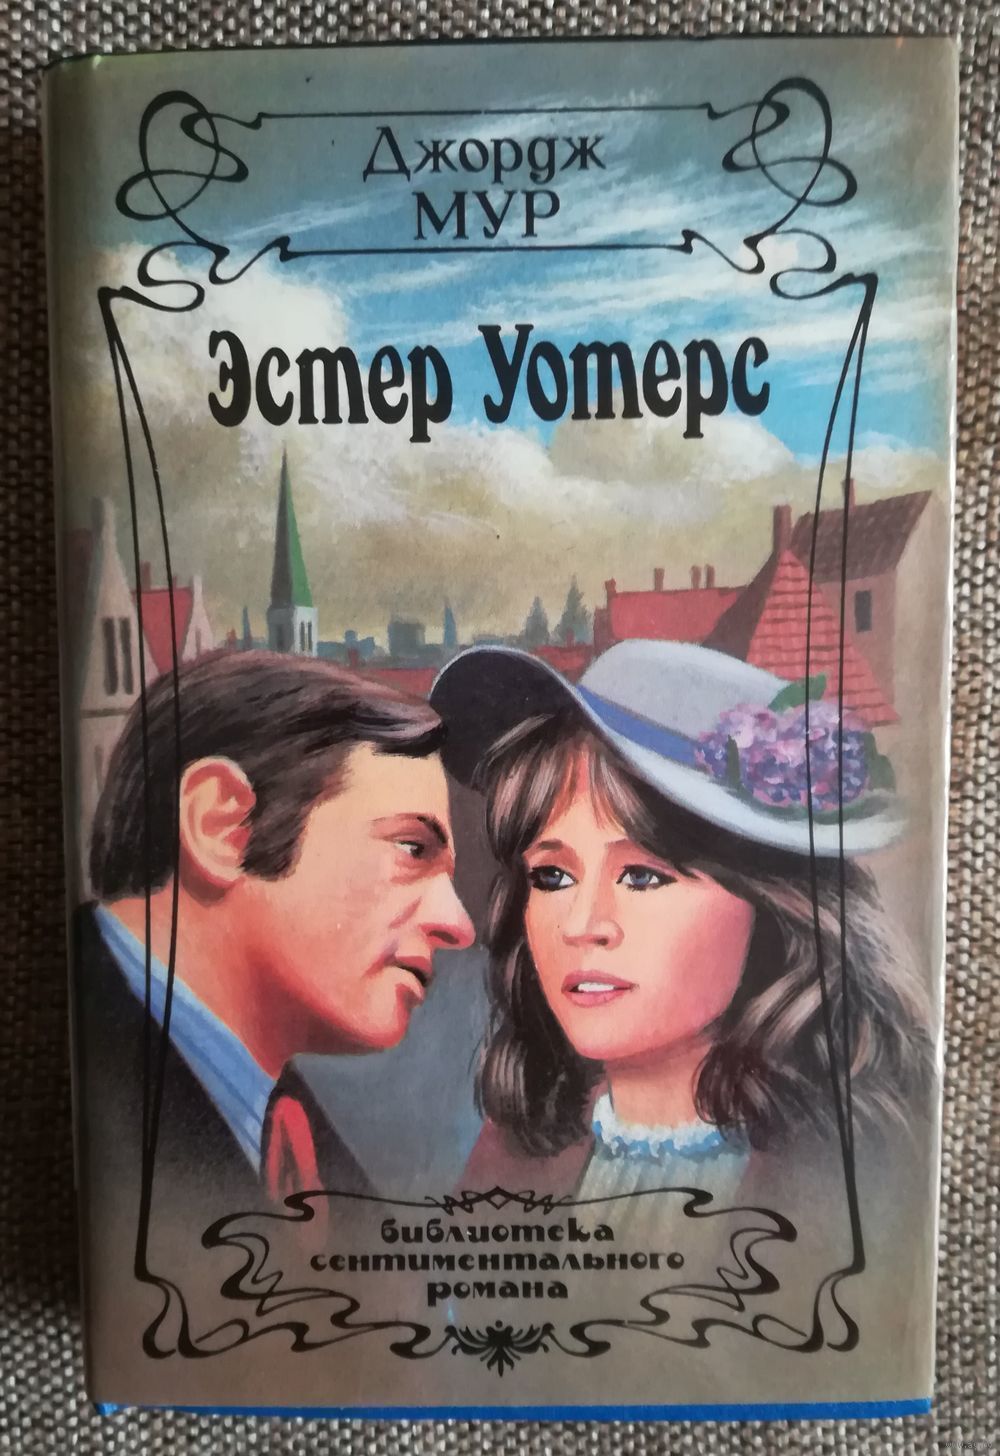 Джордж
МУР
Эстер Уотерс
библиотека
сентиментального
романа